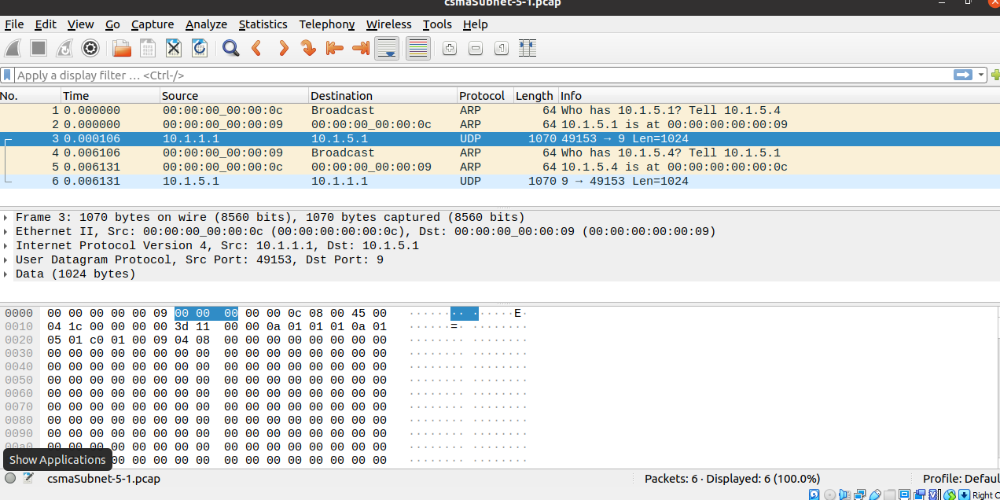 csmaSubnet-5-1.pcap
File Edit View Go Capture Analyze Statistics Telephony Wireless Tools Help
Apply a display filter … <Ctrl-/>
No. Time Source Destination Protocol Length Info
1 0.000000 00:00:00_00:00:0c Broadcast ARP 64 Who has 10.1.5.1? Tell 10.1.5.4
2 0.000000 00:00:00_00:00:09 00:00:00_00:00:0c ARP 64 10.1.5.1 is at 00:00:00:00:00:09
3 0.000106 10.1.1.1 10.1.5.1 UDP 1070 49153 → 9 Len=1024
4 0.006106 00:00:00_00:00:09 Broadcast ARP 64 Who has 10.1.5.4? Tell 10.1.5.1
5 0.006131 00:00:00_00:00:0c 00:00:00_00:00:09 ARP 64 10.1.5.4 is at 00:00:00:00:00:0c
6 0.006131 10.1.5.1 10.1.1.1 UDP 1070 9 → 49153 Len=1024
Frame 3: 1070 bytes on wire (8560 bits), 1070 bytes captured (8560 bits)
Ethernet II, Src: 00:00:00_00:00:0c (00:00:00:00:00:0c), Dst: 00:00:00_00:00:09 (00:00:00:00:00:09)
Internet Protocol Version 4, Src: 10.1.1.1, Dst: 10.1.5.1
User Datagram Protocol, Src Port: 49153, Dst Port: 9
Data (1024 bytes)
0000 00 00 00 00 00 09 00 00 00 00 00 0c 08 00 45 00 ········ ······E·
0010 04 1c 00 00 00 00 3d 11 00 00 0a 01 01 01 0a 01 ······=· ········
0020 05 01 c0 01 00 09 04 08 00 00 00 00 00 00 00 00 ········ ········
0030 00 00 00 00 00 00 00 00 00 00 00 00 00 00 00 00 ········ ········
0040 00 00 00 00 00 00 00 00 00 00 00 00 00 00 00 00 ········ ········
0050 00 00 00 00 00 00 00 00 00 00 00 00 00 00 00 00 ········ ········
0060 00 00 00 00 00 00 00 00 00 00 00 00 00 00 00 00 ········ ········
0070 00 00 00 00 00 00 00 00 00 00 00 00 00 00 00 00 ········ ········
0080 00 00 00 00 00 00 00 00 00 00 00 00 00 00 00 00 ········ ········
0090 00 00 00 00 00 00 00 00 00 00 00 00 00 00 00 00 ········ ········
00a0 00 00 00 00 00 00 00 00 00 00 00 00 00 00 00 00 ········ ········
Show Applications 00 00 00 00 00 00 00 00 00 00 00 00 00 ········ ········
csmaSubnet-5-1.pcap Packets: 6 · Displayed: 6 (100.0%) Profile: Defaul
Right C